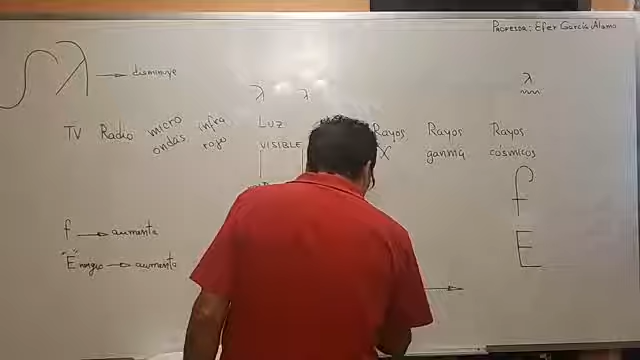 Profesor: Efer García Álamo
λ → disminuye
λ λ λ
TV Radio micro ondas infra rojo Luz VISIBLE Rayos X Rayos gamma Rayos cósmicos
f → aumenta
"E"nergía → aumenta
f
E